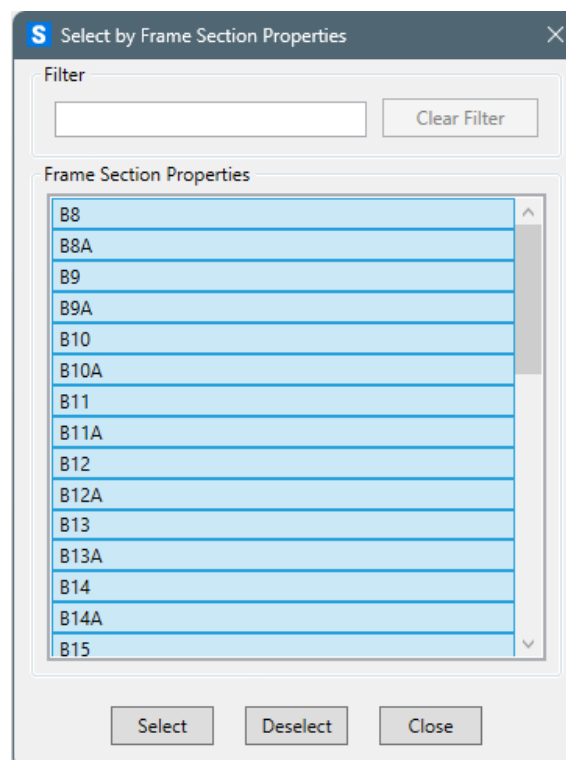 S Select by Frame Section Properties
Filter
Clear Filter
Frame Section Properties
B8
B8A
B9
B9A
B10
B10A
B11
B11A
B12
B12A
B13
B13A
B14
B14A
B15
Select Deselect Close